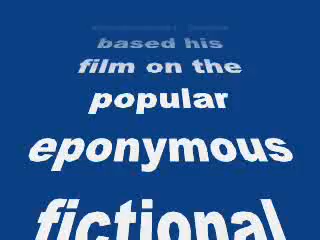 based his
film on the
popular
eponymous
fictional